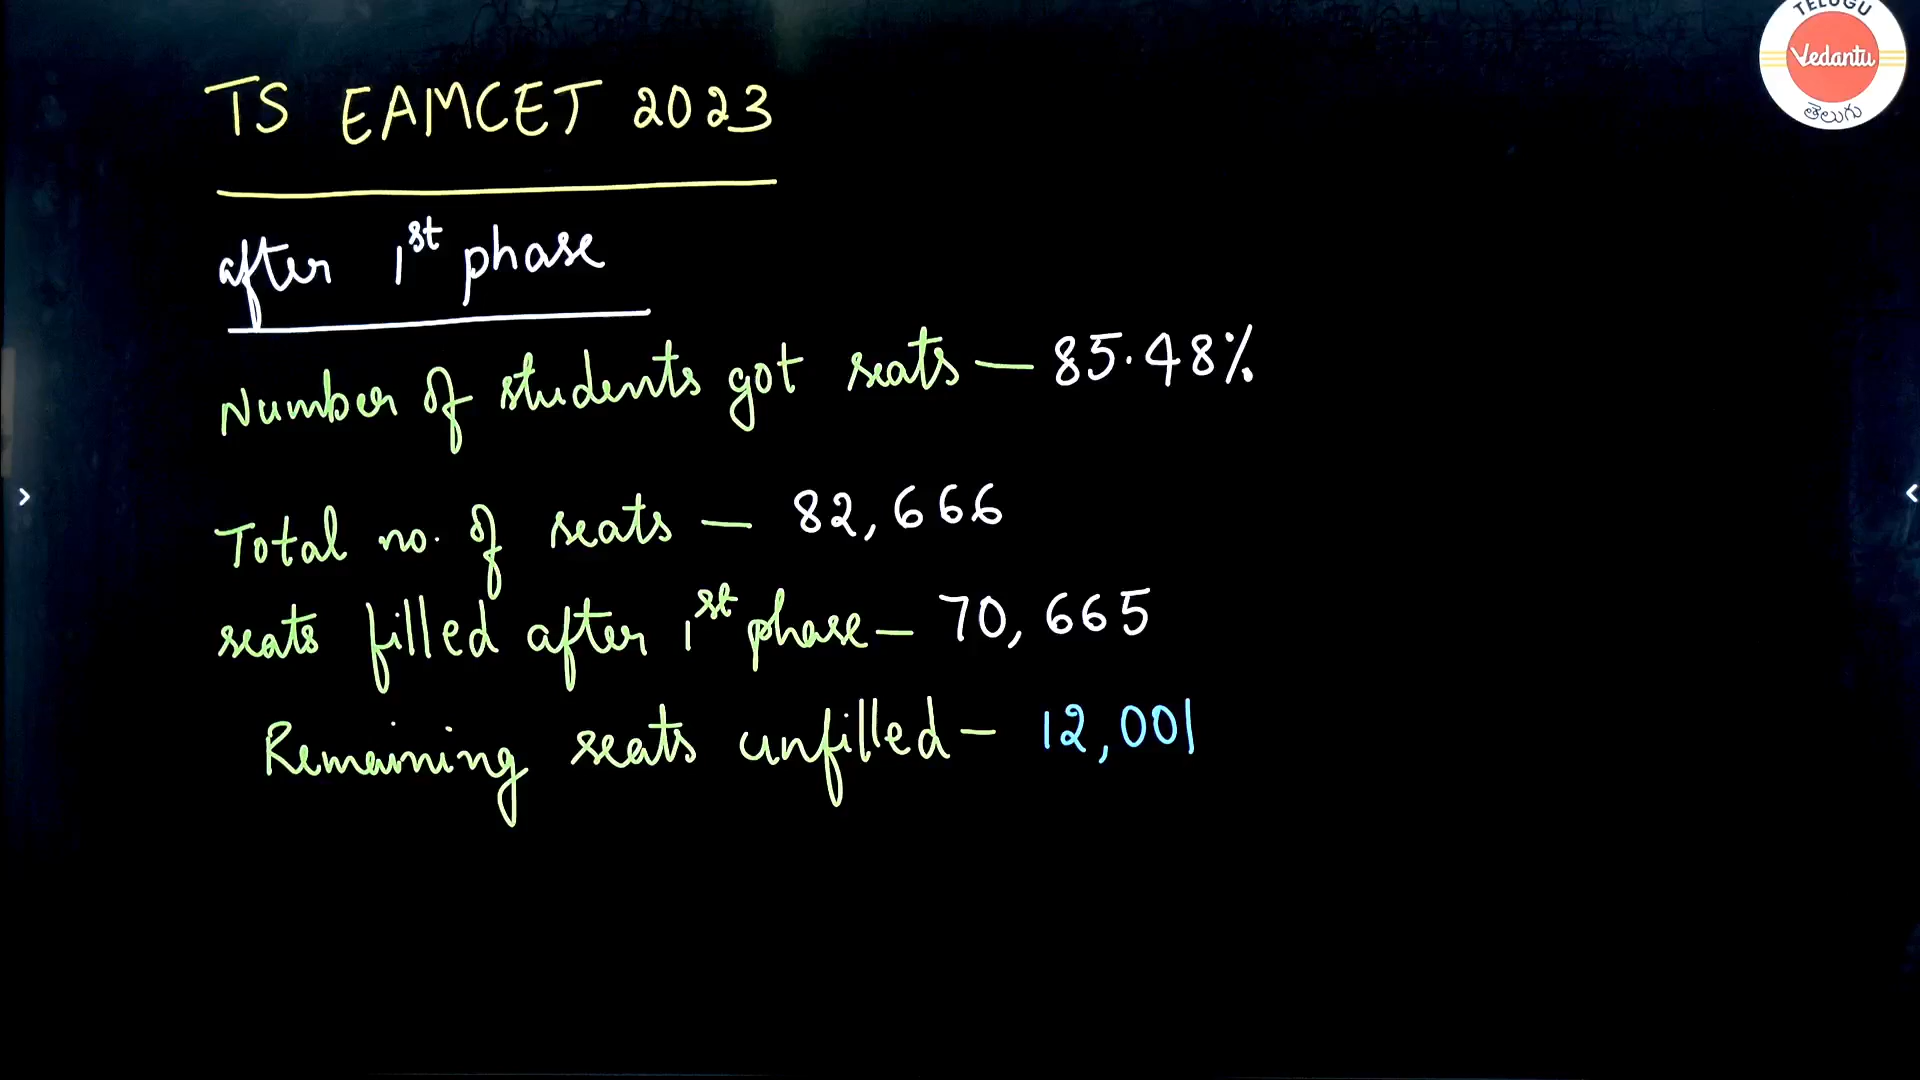 TELUGU
Vedantu
తెలుగు
TS EAMCET 2023
after 1st phase
Number of students got seats — 85.48%
Total no. of seats — 82,666
seats filled after 1st phase — 70,665
Remaining seats unfilled — 12,001